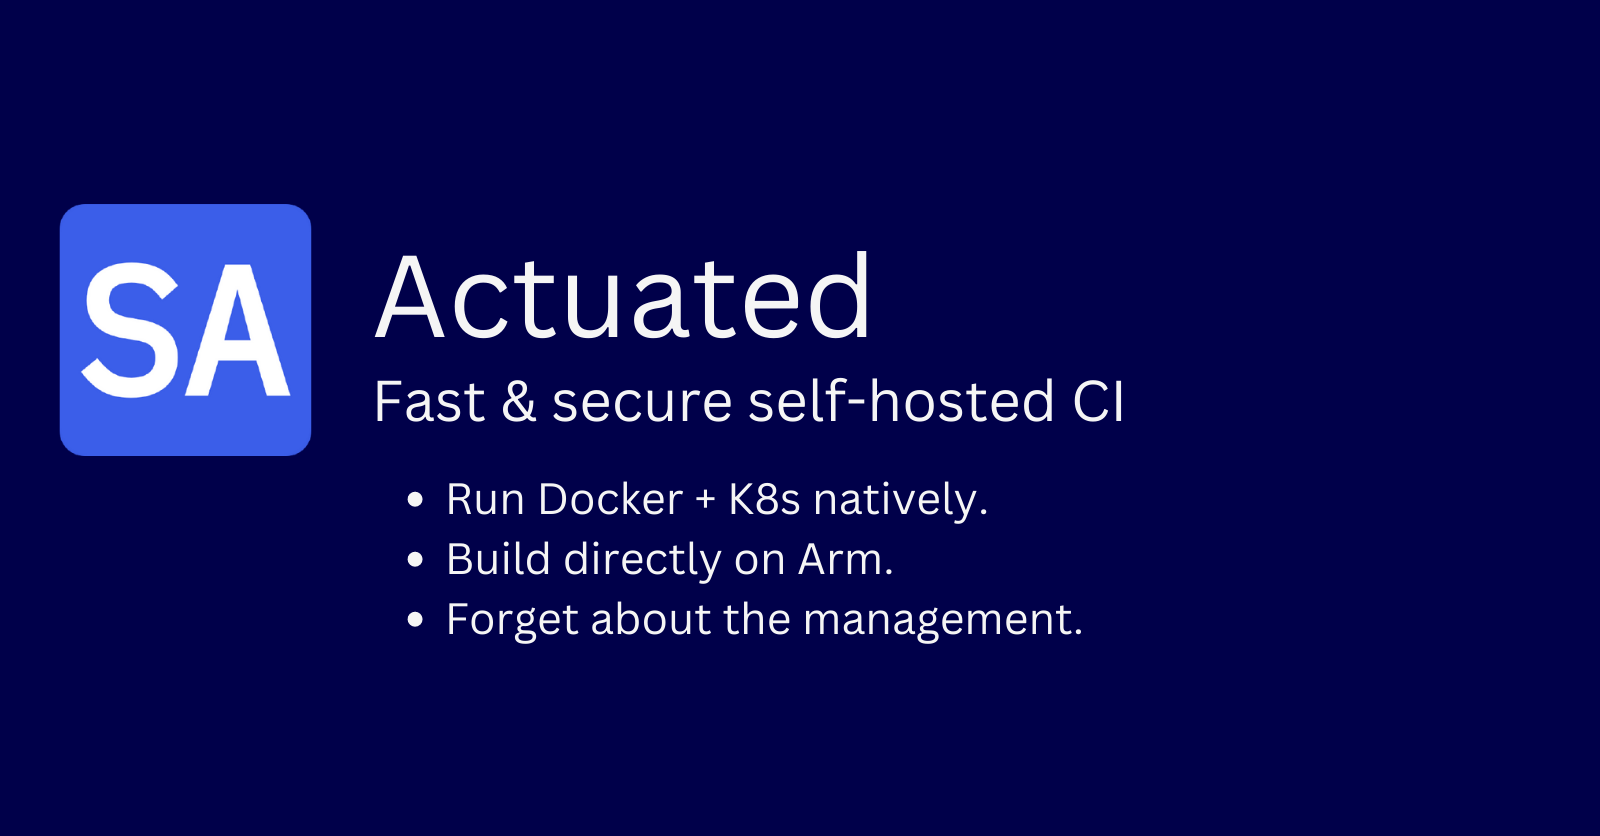 SA
Actuated
Fast & secure self-hosted CI
• Run Docker + K8s natively.
• Build directly on Arm.
• Forget about the management.